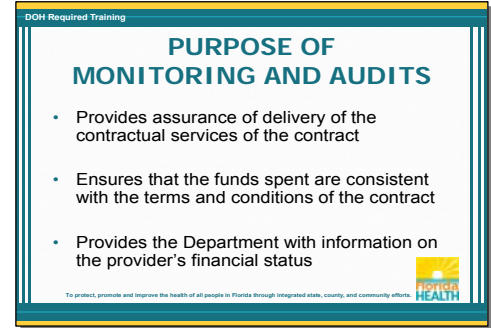 DOH Required Training
PURPOSE OF
MONITORING AND AUDITS
• Provides assurance of delivery of the
contractual services of the contract
• Ensures that the funds spent are consistent
with the terms and conditions of the contract
• Provides the Department with information on
the provider's financial status
To protect, promote and improve the health of all people in Florida through integrated state, county, and community efforts.
Florida
HEALTH